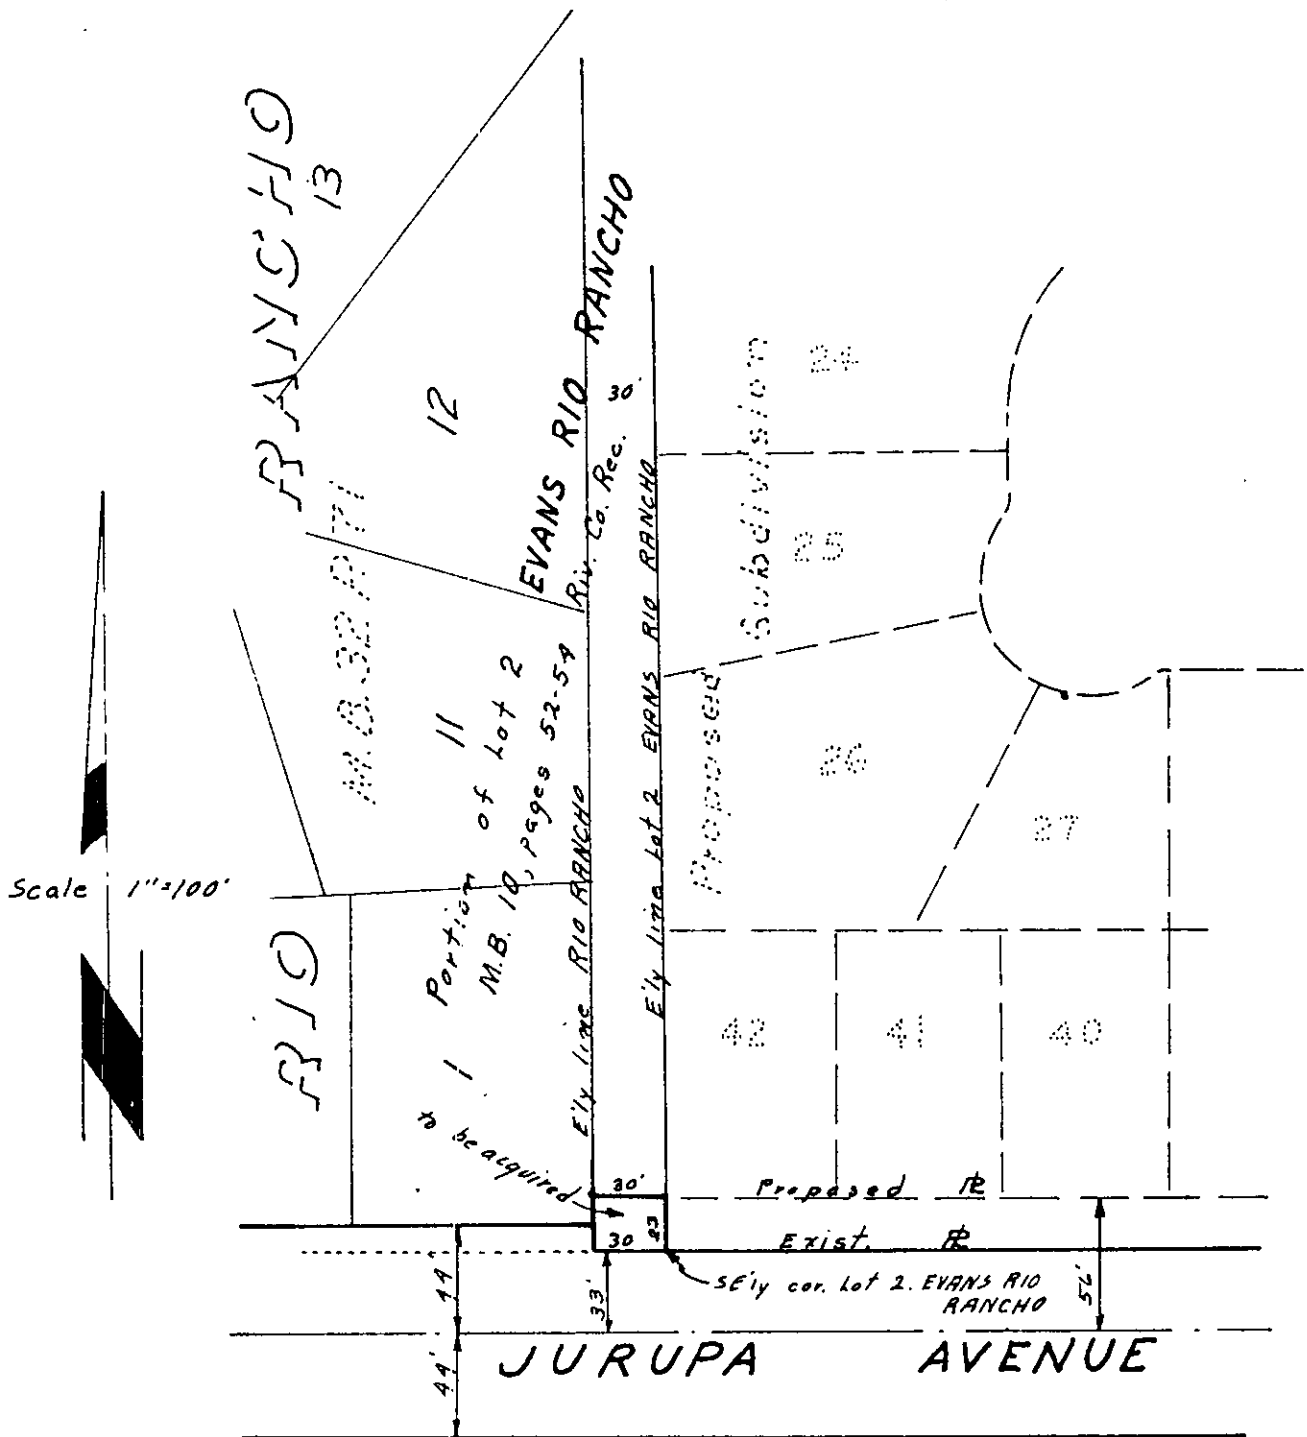 RANCHO
13
12
EVANS RIO RANCHO
30'
Riv. Co. Rec.
24
Subdivision
25
M.B. 32 P. 71
11
Portion of Lot 2
M.B. 10, Pages 52-54
E'ly line RIO RANCHO
E'ly line Lot 2 EVANS RIO RANCHO
Proposed
26
27
Scale 1"=100'
RIO
1
42
41
40
to be acquired
30'
Proposed PL
30
23
Exist. PL
SE'ly cor. Lot 2. EVANS RIO
RANCHO
44'
33'
56'
JURUPA AVENUE
44'